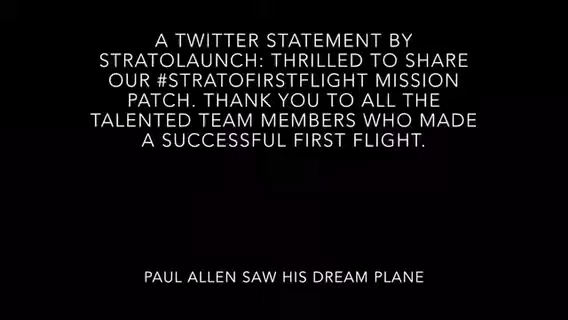 A TWITTER STATEMENT BY
STRATOLAUNCH: THRILLED TO SHARE
OUR #STRATOFIRSTFLIGHT MISSION
PATCH. THANK YOU TO ALL THE
TALENTED TEAM MEMBERS WHO MADE
A SUCCESSFUL FIRST FLIGHT.
PAUL ALLEN SAW HIS DREAM PLANE